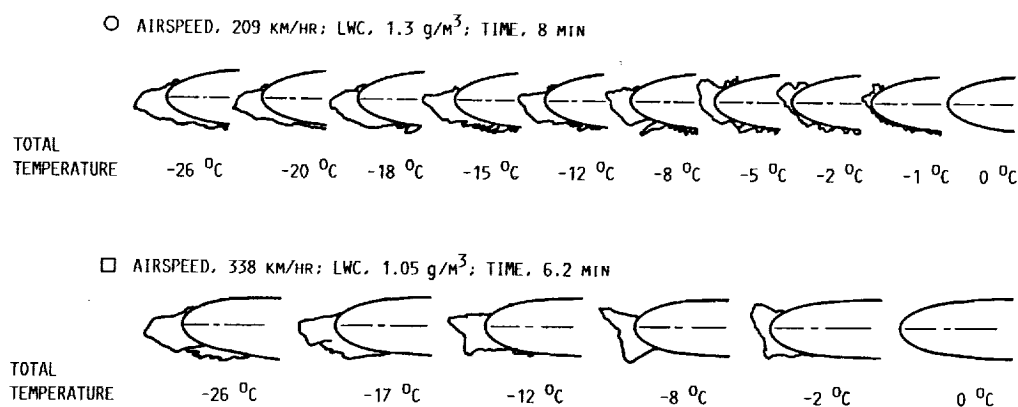 ○ AIRSPEED, 209 KM/HR; LWC, 1.3 g/M³; TIME, 8 MIN
TOTAL
TEMPERATURE -26 °C -20 °C -18 °C -15 °C -12 °C -8 °C -5 °C -2 °C -1 °C 0 °C
□ AIRSPEED, 338 KM/HR; LWC, 1.05 g/M³; TIME, 6.2 MIN
TOTAL
TEMPERATURE -26 °C -17 °C -12 °C -8 °C -2 °C 0 °C